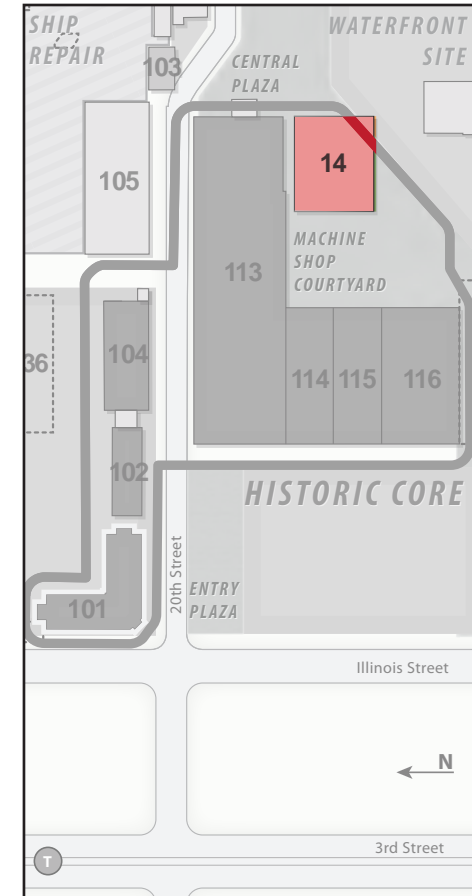 SHIP
REPAIR
WATERFRONT
SITE
103
CENTRAL
PLAZA
105
14
MACHINE
SHOP
COURTYARD
113
36
104
114
115
116
102
HISTORIC CORE
20th Street
ENTRY
PLAZA
101
Illinois Street
N
3rd Street
T